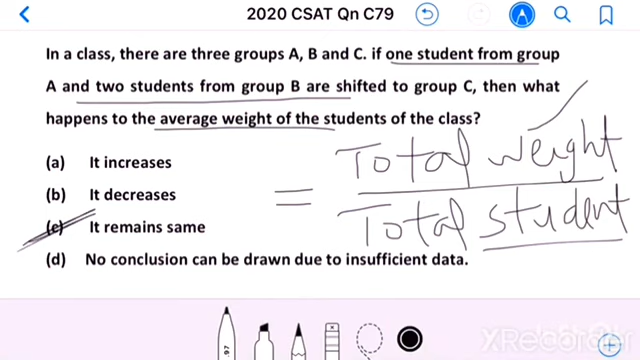 2020 CSAT Qn C79
In a class, there are three groups A, B and C. if one student from group
A and two students from group B are shifted to group C, then what
happens to the average weight of the students of the class?
(a) It increases
(b) It decreases
(c) It remains same
(d) No conclusion can be drawn due to insufficient data.
= Total weight
Total student
.97
XRecorder